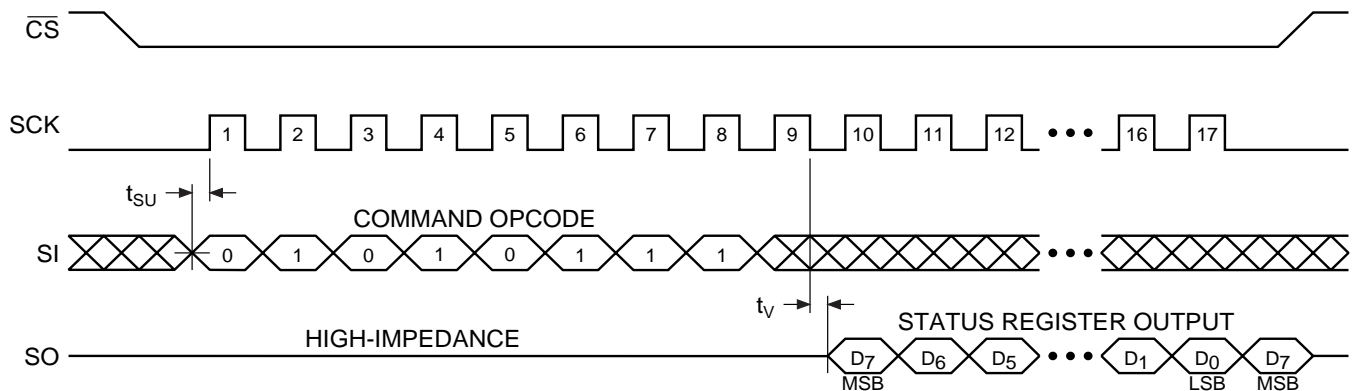 CS
SCK 1 2 3 4 5 6 7 8 9 10 11 12 ••• 16 17
tSU
COMMAND OPCODE
SI 0 1 0 1 0 1 1 1 •••
tV
HIGH-IMPEDANCE STATUS REGISTER OUTPUT
SO D7 D6 D5 ••• D1 D0 D7
MSB LSB MSB